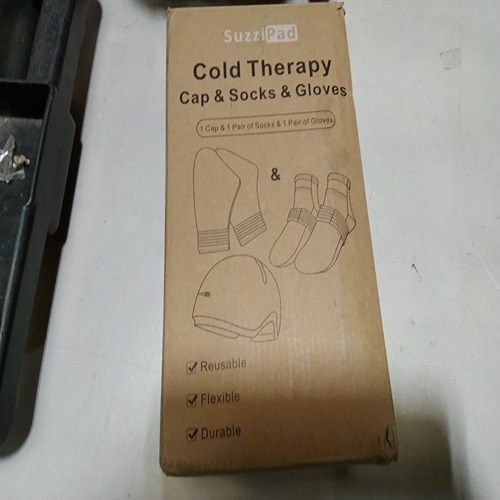 SuzziPad
Cold Therapy
Cap & Socks & Gloves
1 Cap & 1 Pair of Socks & 1 Pair of Gloves
&
Reusable
Flexible
Durable